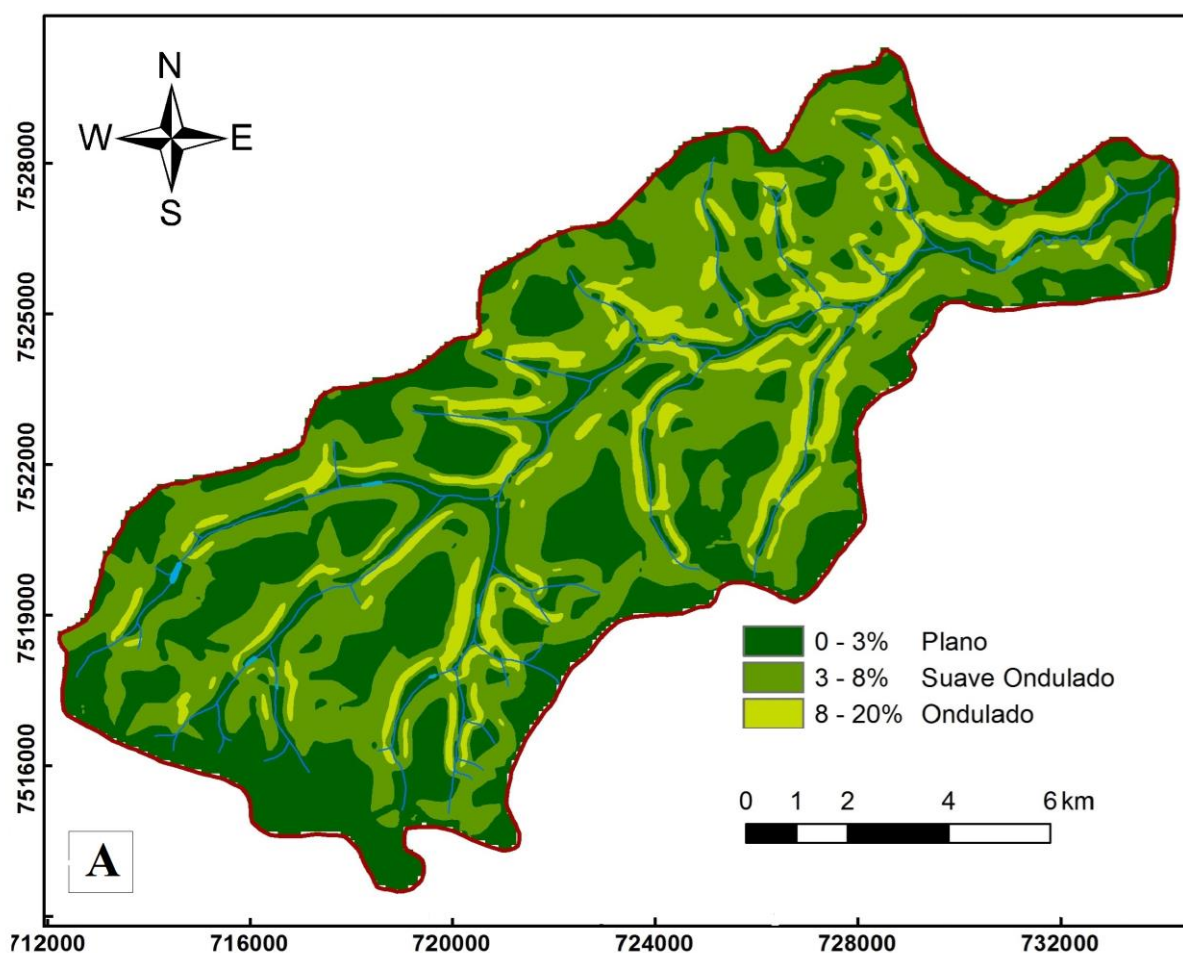 N
W E
S
7528000
7525000
7522000
7519000
7516000
0 - 3% Plano
3 - 8% Suave Ondulado
8 - 20% Ondulado
0 1 2 4 6 km
A
712000 716000 720000 724000 728000 732000